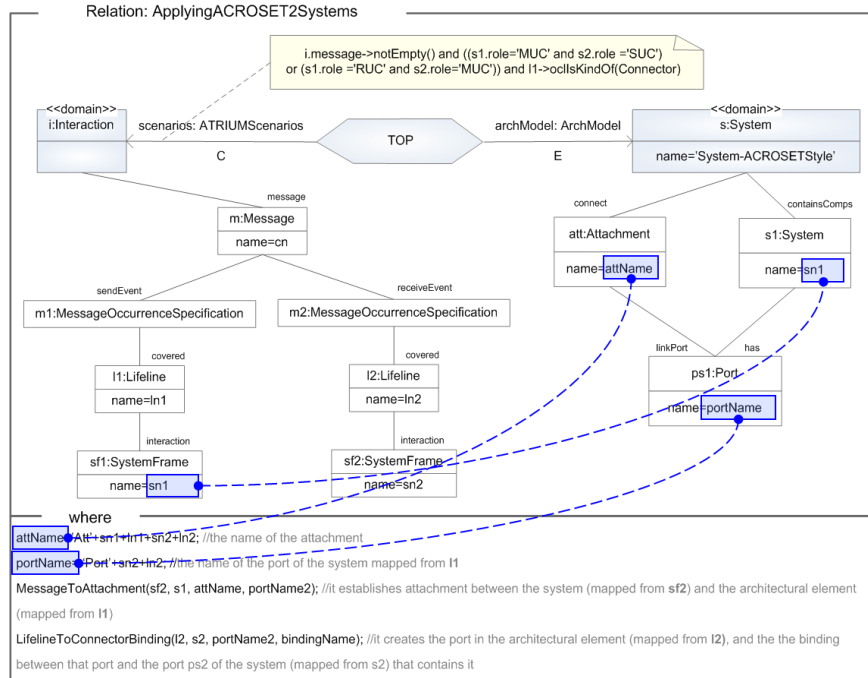 Relation: ApplyingACROSET2Systems
i.message->notEmpty() and ((s1.role='MUC' and s2.role ='SUC')
or (s1.role ='RUC' and s2.role='MUC')) and l1->oclIsKindOf(Connector)
<<domain>>
i:Interaction
scenarios: ATRIUMScenarios
C
TOP
archModel: ArchModel
E
<<domain>>
s:System
name='System-ACROSETStyle'
message
m:Message
name=cn
connect
att:Attachment
name=attName
containsComps
s1:System
name=sn1
sendEvent
m1:MessageOccurrenceSpecification
receiveEvent
m2:MessageOccurrenceSpecification
linkPort
has
ps1:Port
name=portName
covered
l1:Lifeline
name=ln1
covered
l2:Lifeline
name=ln2
interaction
sf1:SystemFrame
name=sn1
interaction
sf2:SystemFrame
name=sn2
where
attName='Att'+sn1+ln1+sn2+ln2; //the name of the attachment
portName='Port'+sn2+ln2; //the name of the port of the system mapped from l1
MessageToAttachment(sf2, s1, attName, portName2); //it establishes attachment between the system (mapped from sf2) and the architectural element
(mapped from l1)
LifelineToConnectorBinding(l2, s2, portName2, bindingName); //it creates the port in the architectural element (mapped from l2), and the the binding
between that port and the port ps2 of the system (mapped from s2) that contains it